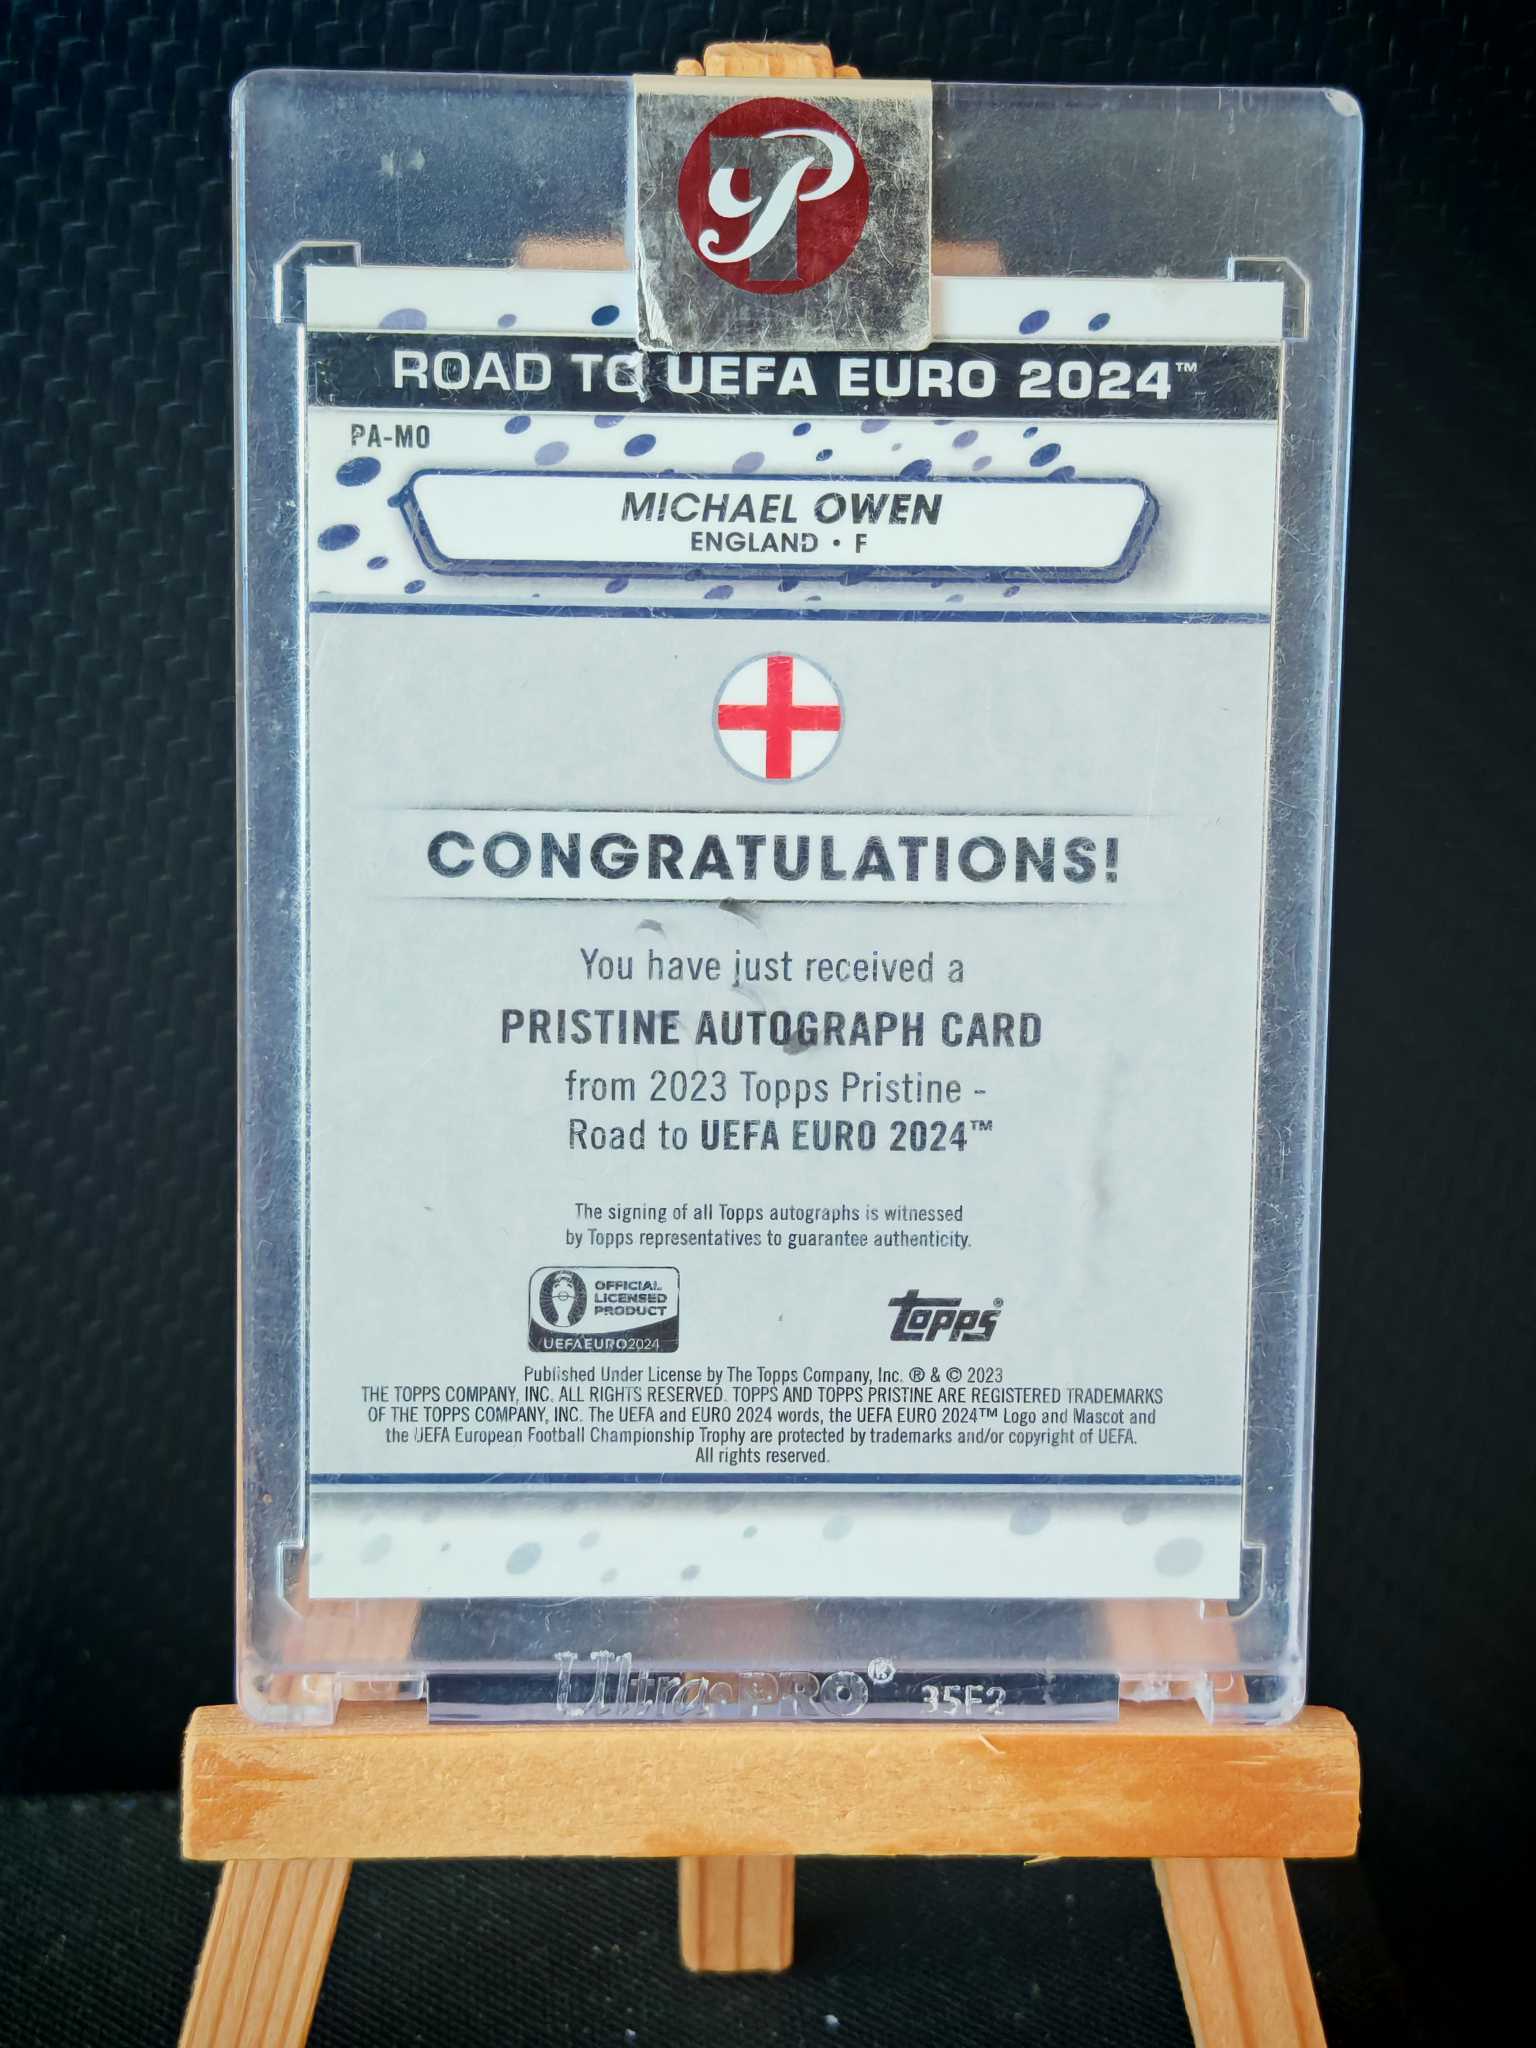 ROAD TO UEFA EURO 2024™
PA-MO
MICHAEL OWEN
ENGLAND • F
CONGRATULATIONS!
You have just received a
PRISTINE AUTOGRAPH CARD
from 2023 Topps Pristine -
Road to UEFA EURO 2024™
The signing of all Topps autographs is witnessed
by Topps representatives to guarantee authenticity.
OFFICIAL
LICENSED
PRODUCT
UEFA EURO2024
topps®
Published Under License by The Topps Company, Inc. ® & © 2023
THE TOPPS COMPANY, INC. ALL RIGHTS RESERVED. TOPPS AND TOPPS PRISTINE ARE REGISTERED TRADEMARKS
OF THE TOPPS COMPANY, INC. The UEFA and EURO 2024 words, the UEFA EURO 2024™ Logo and Mascot and
the UEFA European Football Championship Trophy are protected by trademarks and/or copyright of UEFA.
All rights reserved.
Ultra•PRO® 35F2